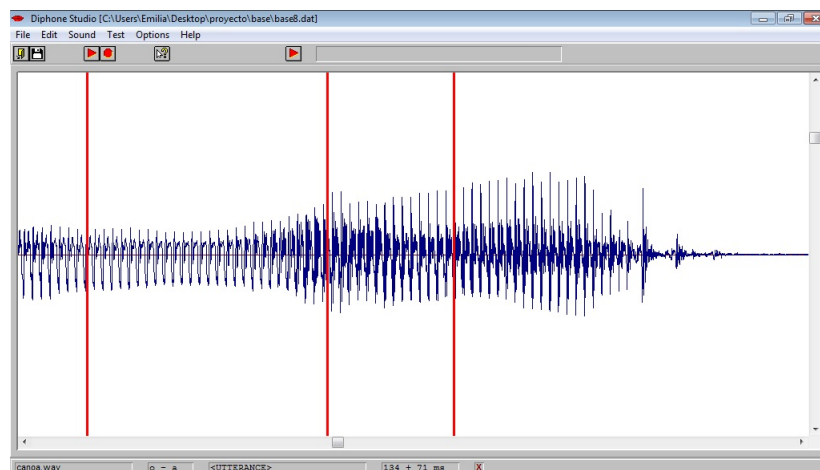 Diphone Studio [C:\Users\Emilia\Desktop\proyecto\base\base8.dat]
File Edit Sound Test Options Help
canoa.wav o - a <UTTERANCE> 134 + 71 ms X